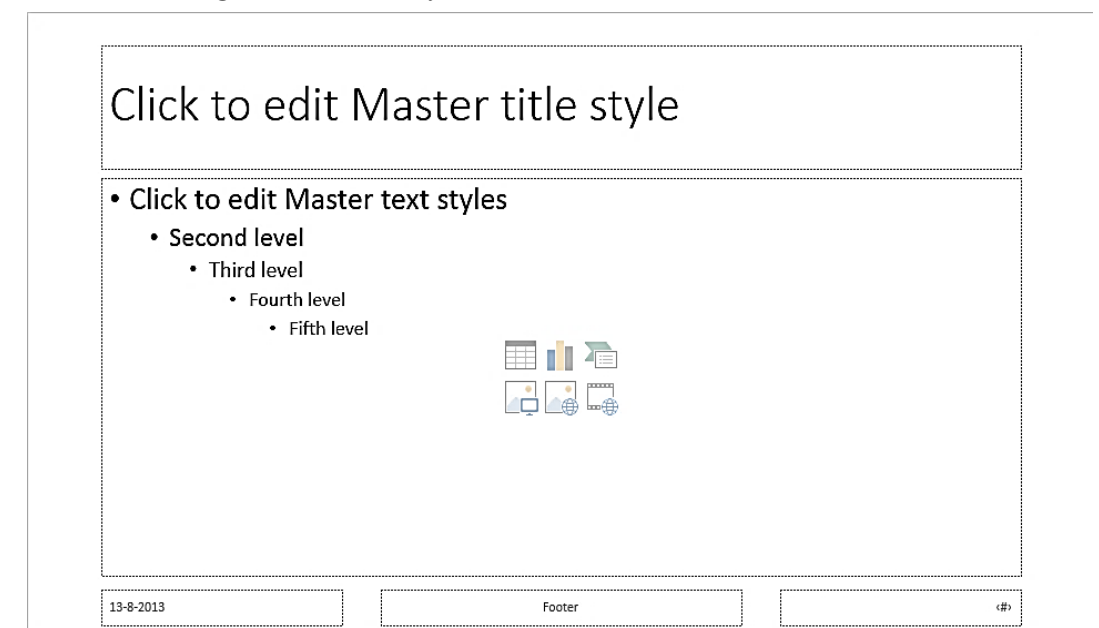 Click to edit Master title style
• Click to edit Master text styles
• Second level
• Third level
• Fourth level
• Fifth level
13-8-2013
Footer
‹#›